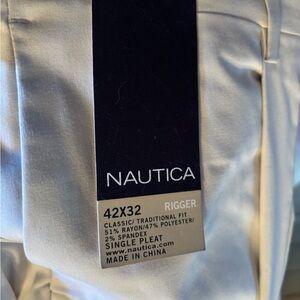 NAUTICA
42X32 RIGGER
CLASSIC/ TRADITIONAL FIT
51% RAYON/47% POLYESTER/
2% SPANDEX
SINGLE PLEAT
www.nautica.com
MADE IN CHINA